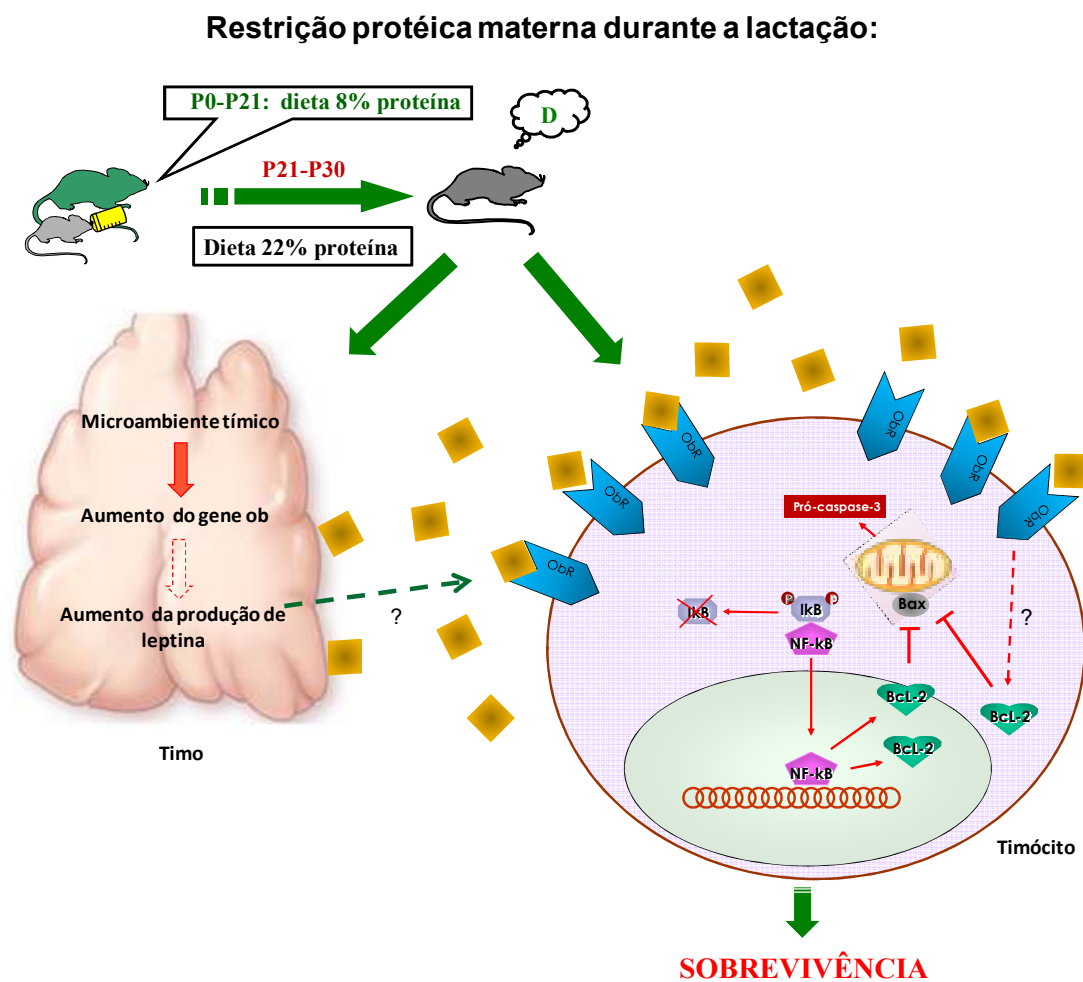 Restrição protéica materna durante a lactação:
P0-P21: dieta 8% proteína
D
P21-P30
Dieta 22% proteína
Microambiente tímico
Aumento do gene ob
Aumento da produção de
leptina
Timo
?
ObR
ObR
ObR
ObR
ObR
ObR
Pró-caspase-3
Bax
P
P
IkB
IkB
NF-kB
?
BcL-2
BcL-2
BcL-2
NF-kB
Timócito
SOBREVIVÊNCIA